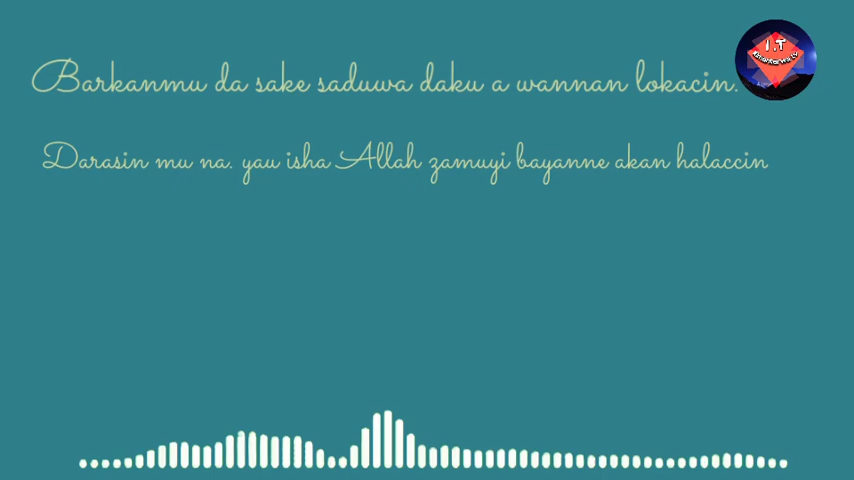 Barkanmu da sake saduwa daku a wannan lokacin.
Darasin mu na. yau isha Allah zamuyi bayanne akan halaccin
I.T